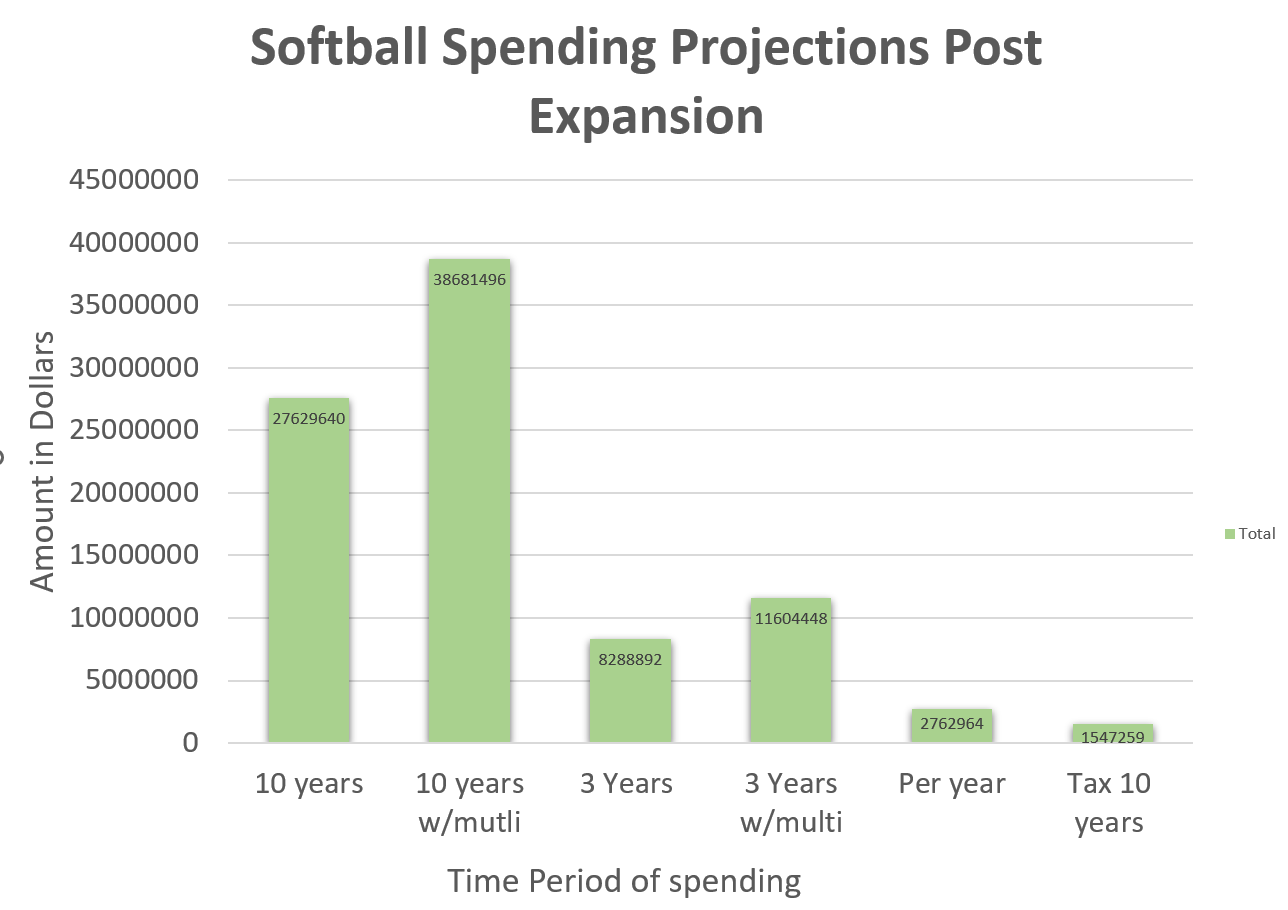 Softball Spending Projections Post
Expansion
45000000
40000000
35000000
30000000
25000000
20000000
15000000
10000000
5000000
0
Amount in Dollars
27629640
38681496
8288892
11604448
2762964
1547259
10 years
10 years
w/mutli
3 Years
3 Years
w/multi
Per year
Tax 10
years
Time Period of spending
Total